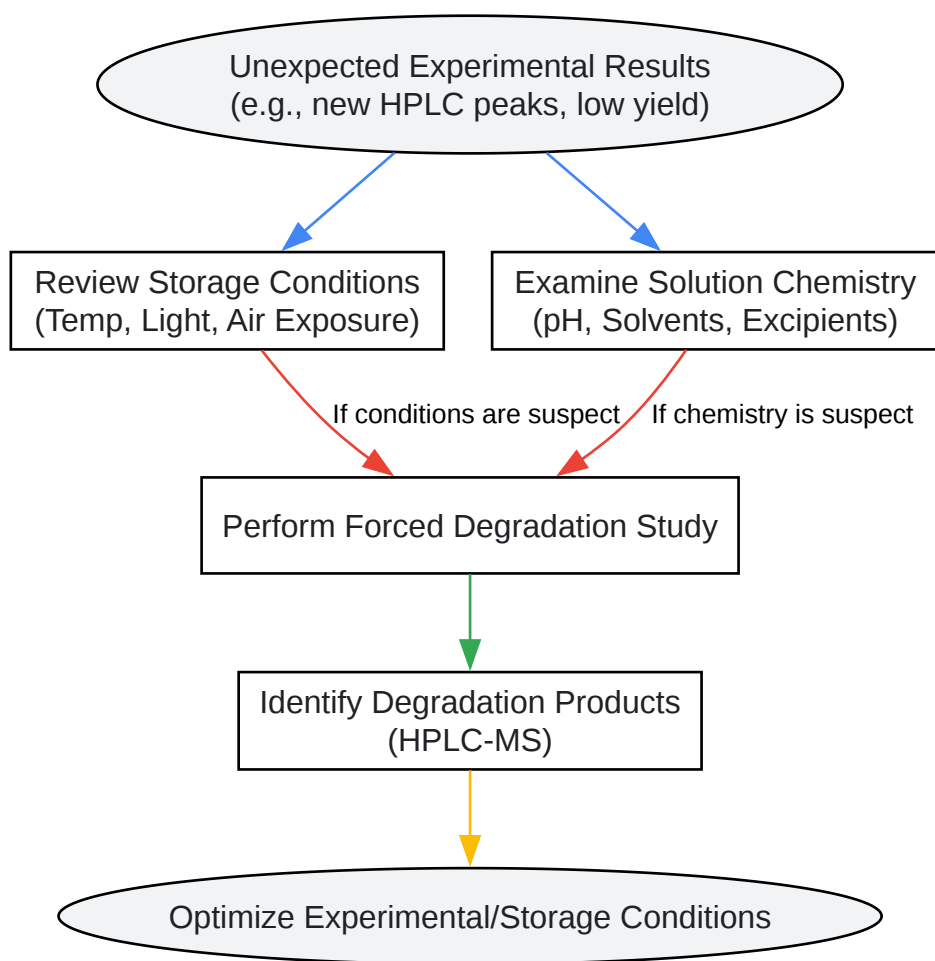 Unexpected Experimental Results
(e.g., new HPLC peaks, low yield)
Review Storage Conditions
(Temp, Light, Air Exposure)
Examine Solution Chemistry
(pH, Solvents, Excipients)
If conditions are suspect
If chemistry is suspect
Perform Forced Degradation Study
Identify Degradation Products
(HPLC-MS)
Optimize Experimental/Storage Conditions